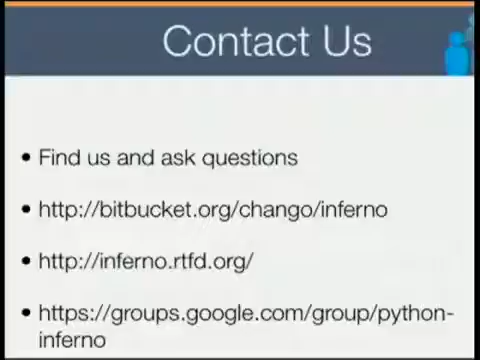 Contact Us
• Find us and ask questions
• http://bitbucket.org/chango/inferno
• http://inferno.rtfd.org/
• https://groups.google.com/group/python-
inferno